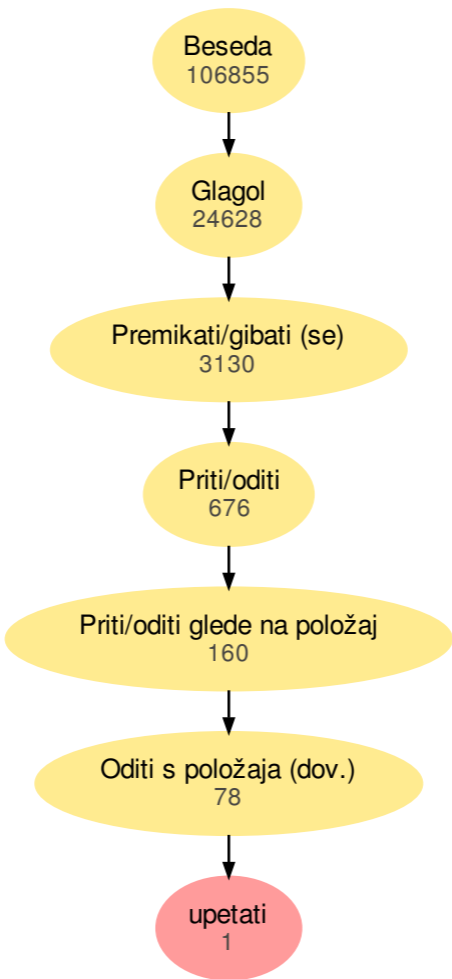 Beseda
106855
Glagol
24628
Premikati/gibati (se)
3130
Priti/oditi
676
Priti/oditi glede na položaj
160
Oditi s položaja (dov.)
78
upetati
1